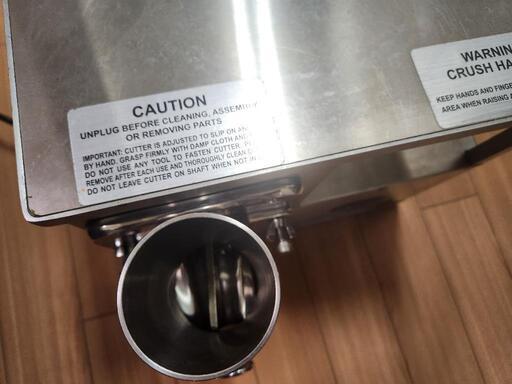 CAUTION
UNPLUG BEFORE CLEANING, ASSEMBLY
OR REMOVING PARTS
IMPORTANT: CUTTER IS ADJUSTED TO SLIP ON AND
BY HAND. GRASP FIRMLY WITH DAMP CLOTH AND
DO NOT USE ANY TOOL TO FASTEN CUTTER.
REMOVE AFTER EACH USE AND THOROUGHLY CLEAN
DO NOT LEAVE CUTTER ON SHAFT WHEN NOT IN
WARNIN
CRUSH HA
KEEP HANDS AND FINGE
AREA WHEN RAISING